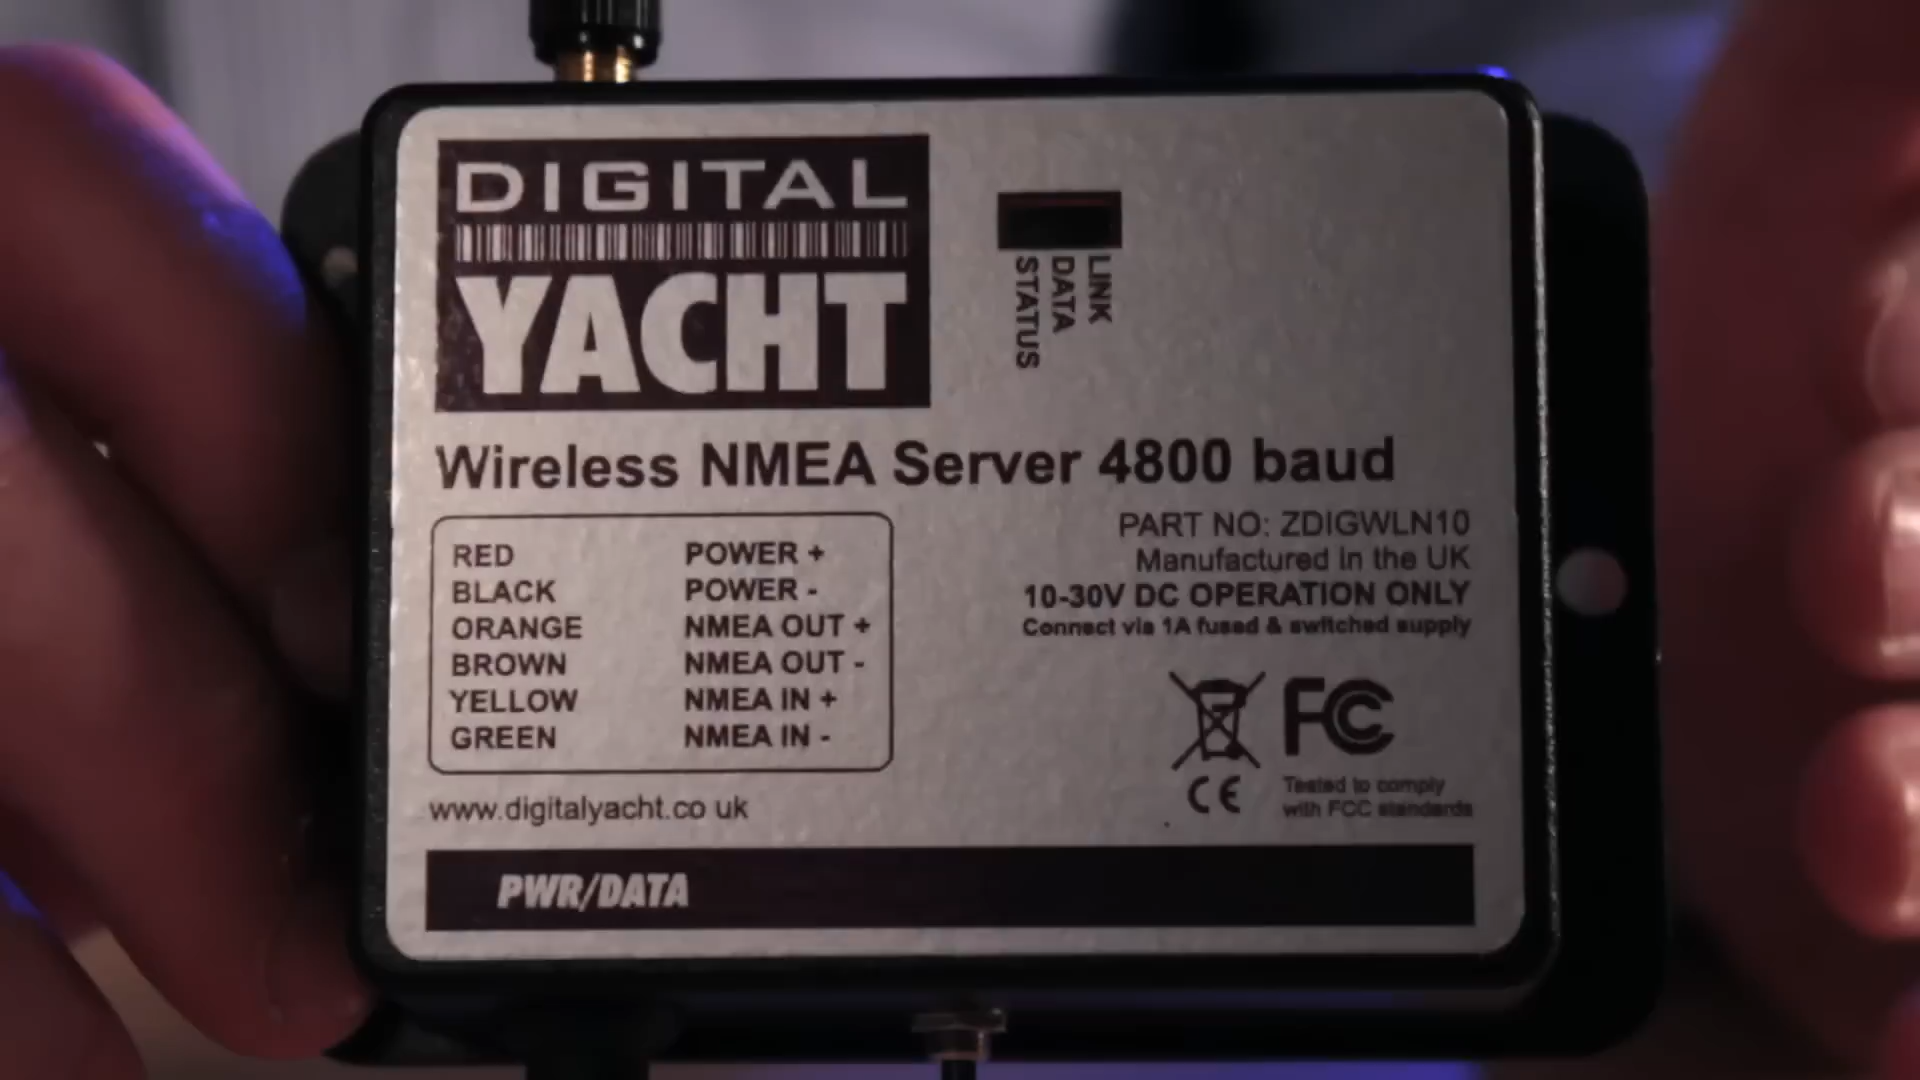 DIGITAL
YACHT
LINK
DATA
STATUS
Wireless NMEA Server 4800 baud
RED POWER +
BLACK POWER -
ORANGE NMEA OUT +
BROWN NMEA OUT -
YELLOW NMEA IN +
GREEN NMEA IN -
PART NO: ZDIGWLN10
Manufactured in the UK
10-30V DC OPERATION ONLY
Connect via 1A fused & switched supply
FC
CE
Tested to comply
with FCC standards
www.digitalyacht.co uk
PWR/DATA